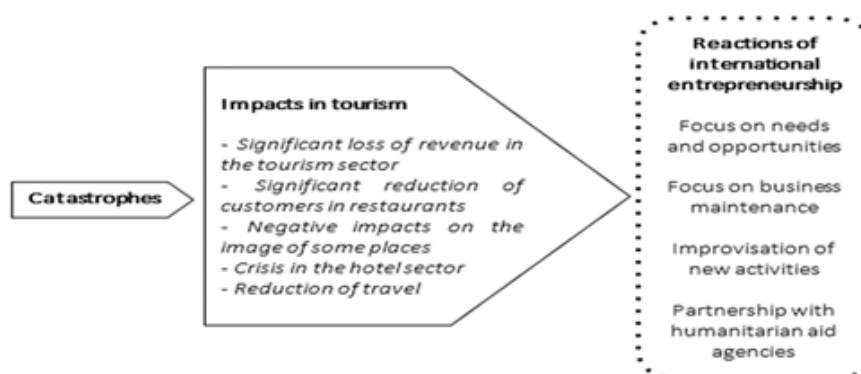 Catastrophes
Impacts in tourism
- Significant loss of revenue in
the tourism sector
- Significant reduction of
customers in restaurants
- Negative impacts on the
image of some places
- Crisis in the hotel sector
- Reduction of travel
Reactions of
international
entrepreneurship
Focus on needs
and opportunities
Focus on business
maintenance
Improvisation of
new activities
Partnership with
humanitarian aid
agencies